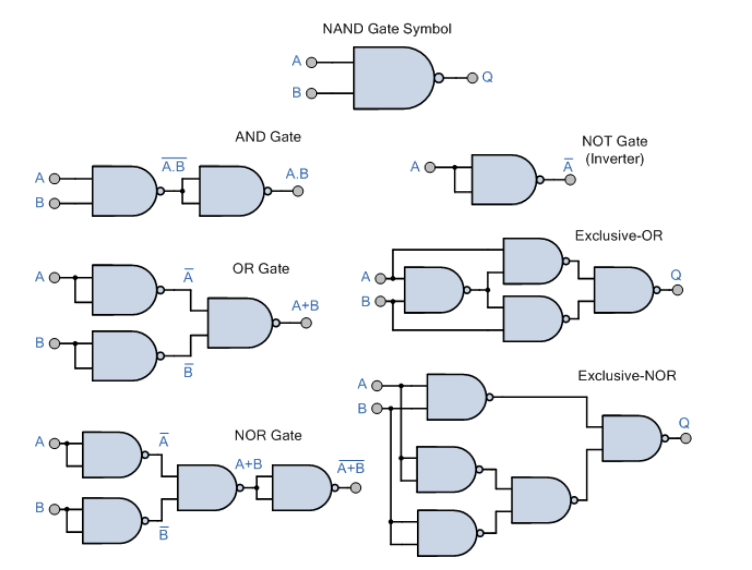 NAND Gate Symbol
A
B
Q
AND Gate
A
B
A̅.̅B̅
A.B
NOT Gate
(Inverter)
A
A̅
OR Gate
A
A̅
B
B̅
A+B
Exclusive-OR
A
B
Q
NOR Gate
A
A̅
B
B̅
A+B
A̅+̅B̅
Exclusive-NOR
A
B
Q